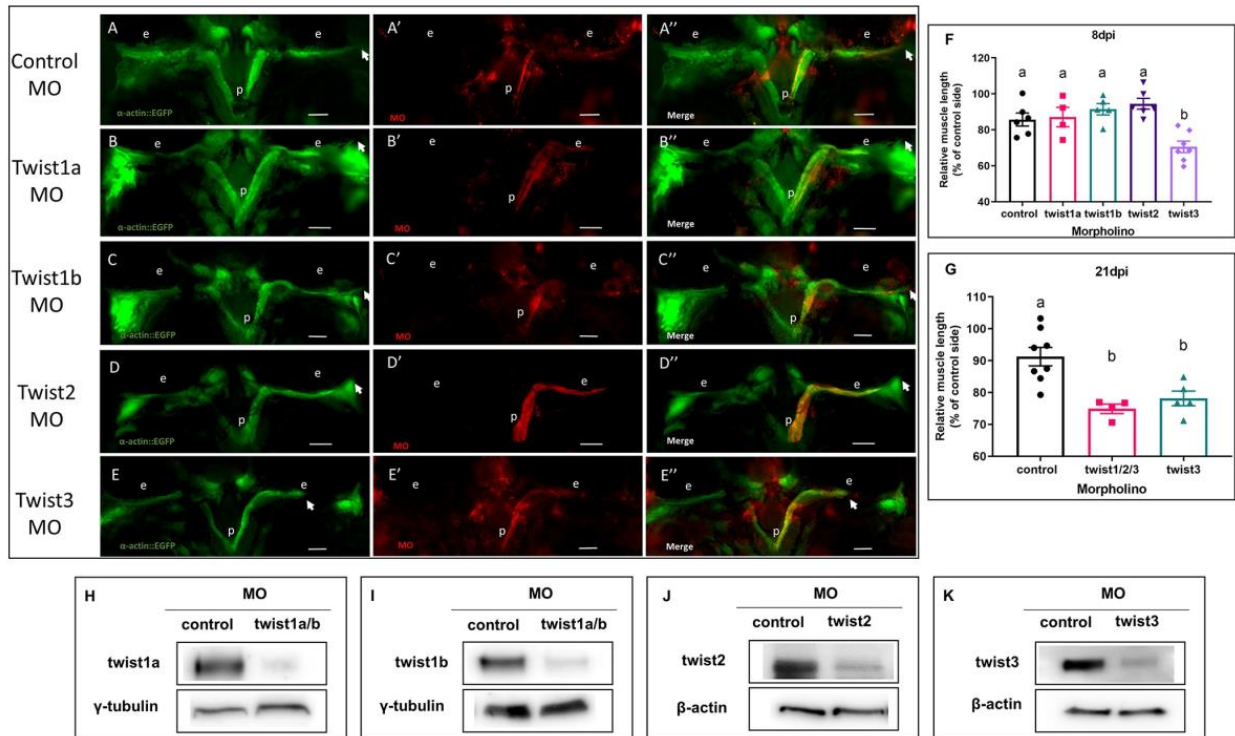 Control
MO
A
e
e
p
α-actin::EGFP
A′
e
e
p
MO
A′′
e
e
p
Merge
Twist1a
MO
B
e
e
p
α-actin::EGFP
B′
e
e
p
MO
B′′
e
e
p
Merge
Twist1b
MO
C
e
e
p
α-actin::EGFP
C′
e
e
p
MO
C′′
e
e
p
Merge
Twist2
MO
D
e
e
p
α-actin::EGFP
D′
e
e
p
MO
D′′
e
e
p
Merge
Twist3
MO
E
e
e
p
α-actin::EGFP
E′
e
e
p
MO
E′′
e
e
p
Merge
F
8dpi
Relative muscle length
(% of control side)
100
80
60
40
a
a
a
a
b
control twist1a twist1b twist2 twist3
Morpholino
G
21dpi
Relative muscle length
(% of control side)
110
100
90
80
70
60
a
b
b
control twist1/2/3 twist3
Morpholino
H
MO
control twist1a/b
twist1a
γ-tubulin
I
MO
control twist1a/b
twist1b
γ-tubulin
J
MO
control twist2
twist2
β-actin
K
MO
control twist3
twist3
β-actin